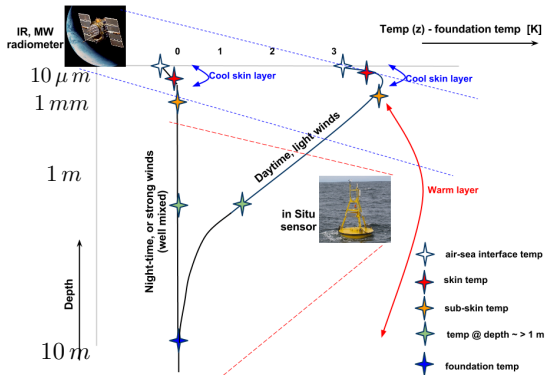 IR, MW
radiometer
Temp (z) - foundation temp [K]
0 1 2 3
10 μm
Cool skin layer
Cool skin layer
1 mm
Daytime, light winds
1 m
Night-time, or strong winds
(well mixed)
Warm layer
in Situ
sensor
air-sea interface temp
skin temp
Depth
sub-skin temp
temp @ depth ~ > 1 m
10 m
foundation temp